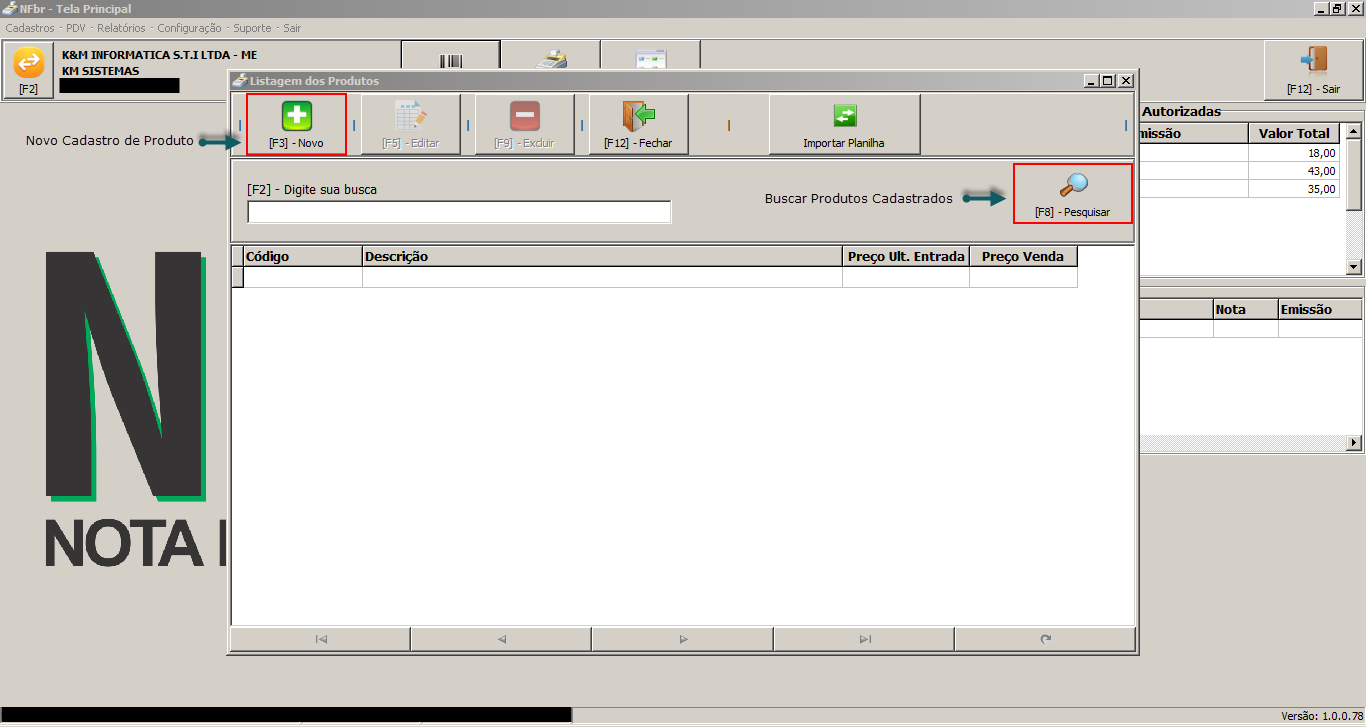 NFbr - Tela Principal
Cadastros - PDV - Relatórios - Configuração - Suporte - Sair
[F2]
K&M INFORMATICA S.T.I LTDA - ME
KM SISTEMAS
[F12] - Sair
Listagem dos Produtos
Novo Cadastro de Produto
[F3] - Novo
[F5] - Editar
[F9] - Excluir
[F12] - Fechar
Importar Planilha
[F2] - Digite sua busca
Buscar Produtos Cadastrados
[F8] - Pesquisar
Código
Descrição
Preço Ult. Entrada
Preço Venda
Autorizadas
Valor Total
18,00
43,00
35,00
Nota
Emissão
N
NOTA
Versão: 1.0.0.78